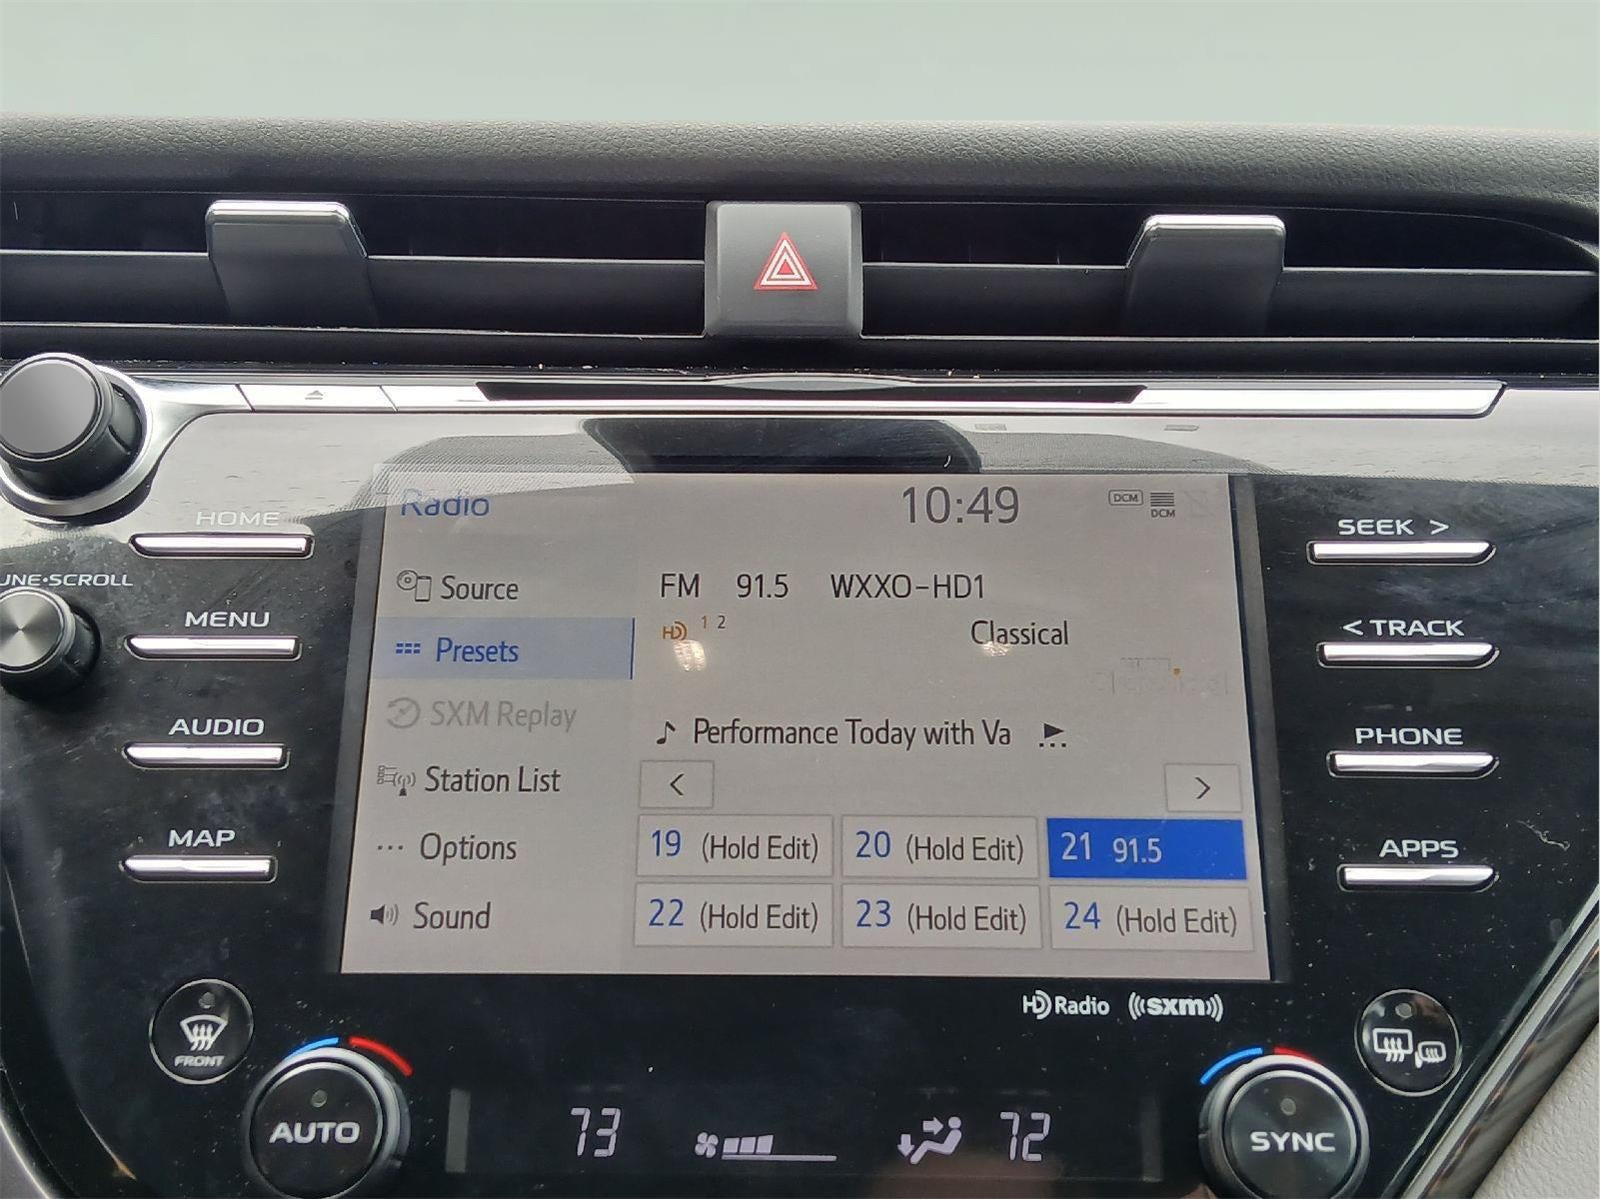 Radio
10:49
DCM
DCM
HOME
SEEK >
Source
FM 91.5 WXXO-HD1
UNE•SCROLL
MENU
HD 1 2
Classical
< TRACK
Presets
SXM Replay
AUDIO
Performance Today with Va
PHONE
Station List
<
>
MAP
Options
19 (Hold Edit)
20 (Hold Edit)
21 91.5
APPS
Sound
22 (Hold Edit)
23 (Hold Edit)
24 (Hold Edit)
HD Radio
((sxm))
FRONT
AUTO
73
72
SYNC